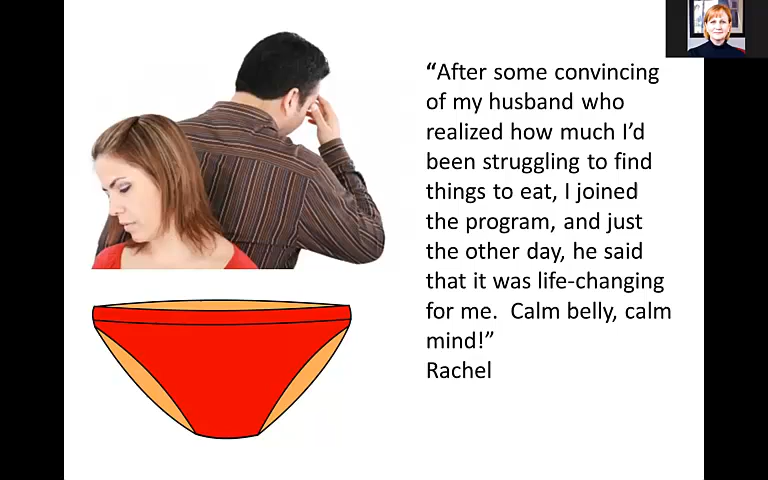 “After some convincing
of my husband who
realized how much I’d
been struggling to find
things to eat, I joined
the program, and just
the other day, he said
that it was life-changing
for me.  Calm belly, calm
mind!”
Rachel